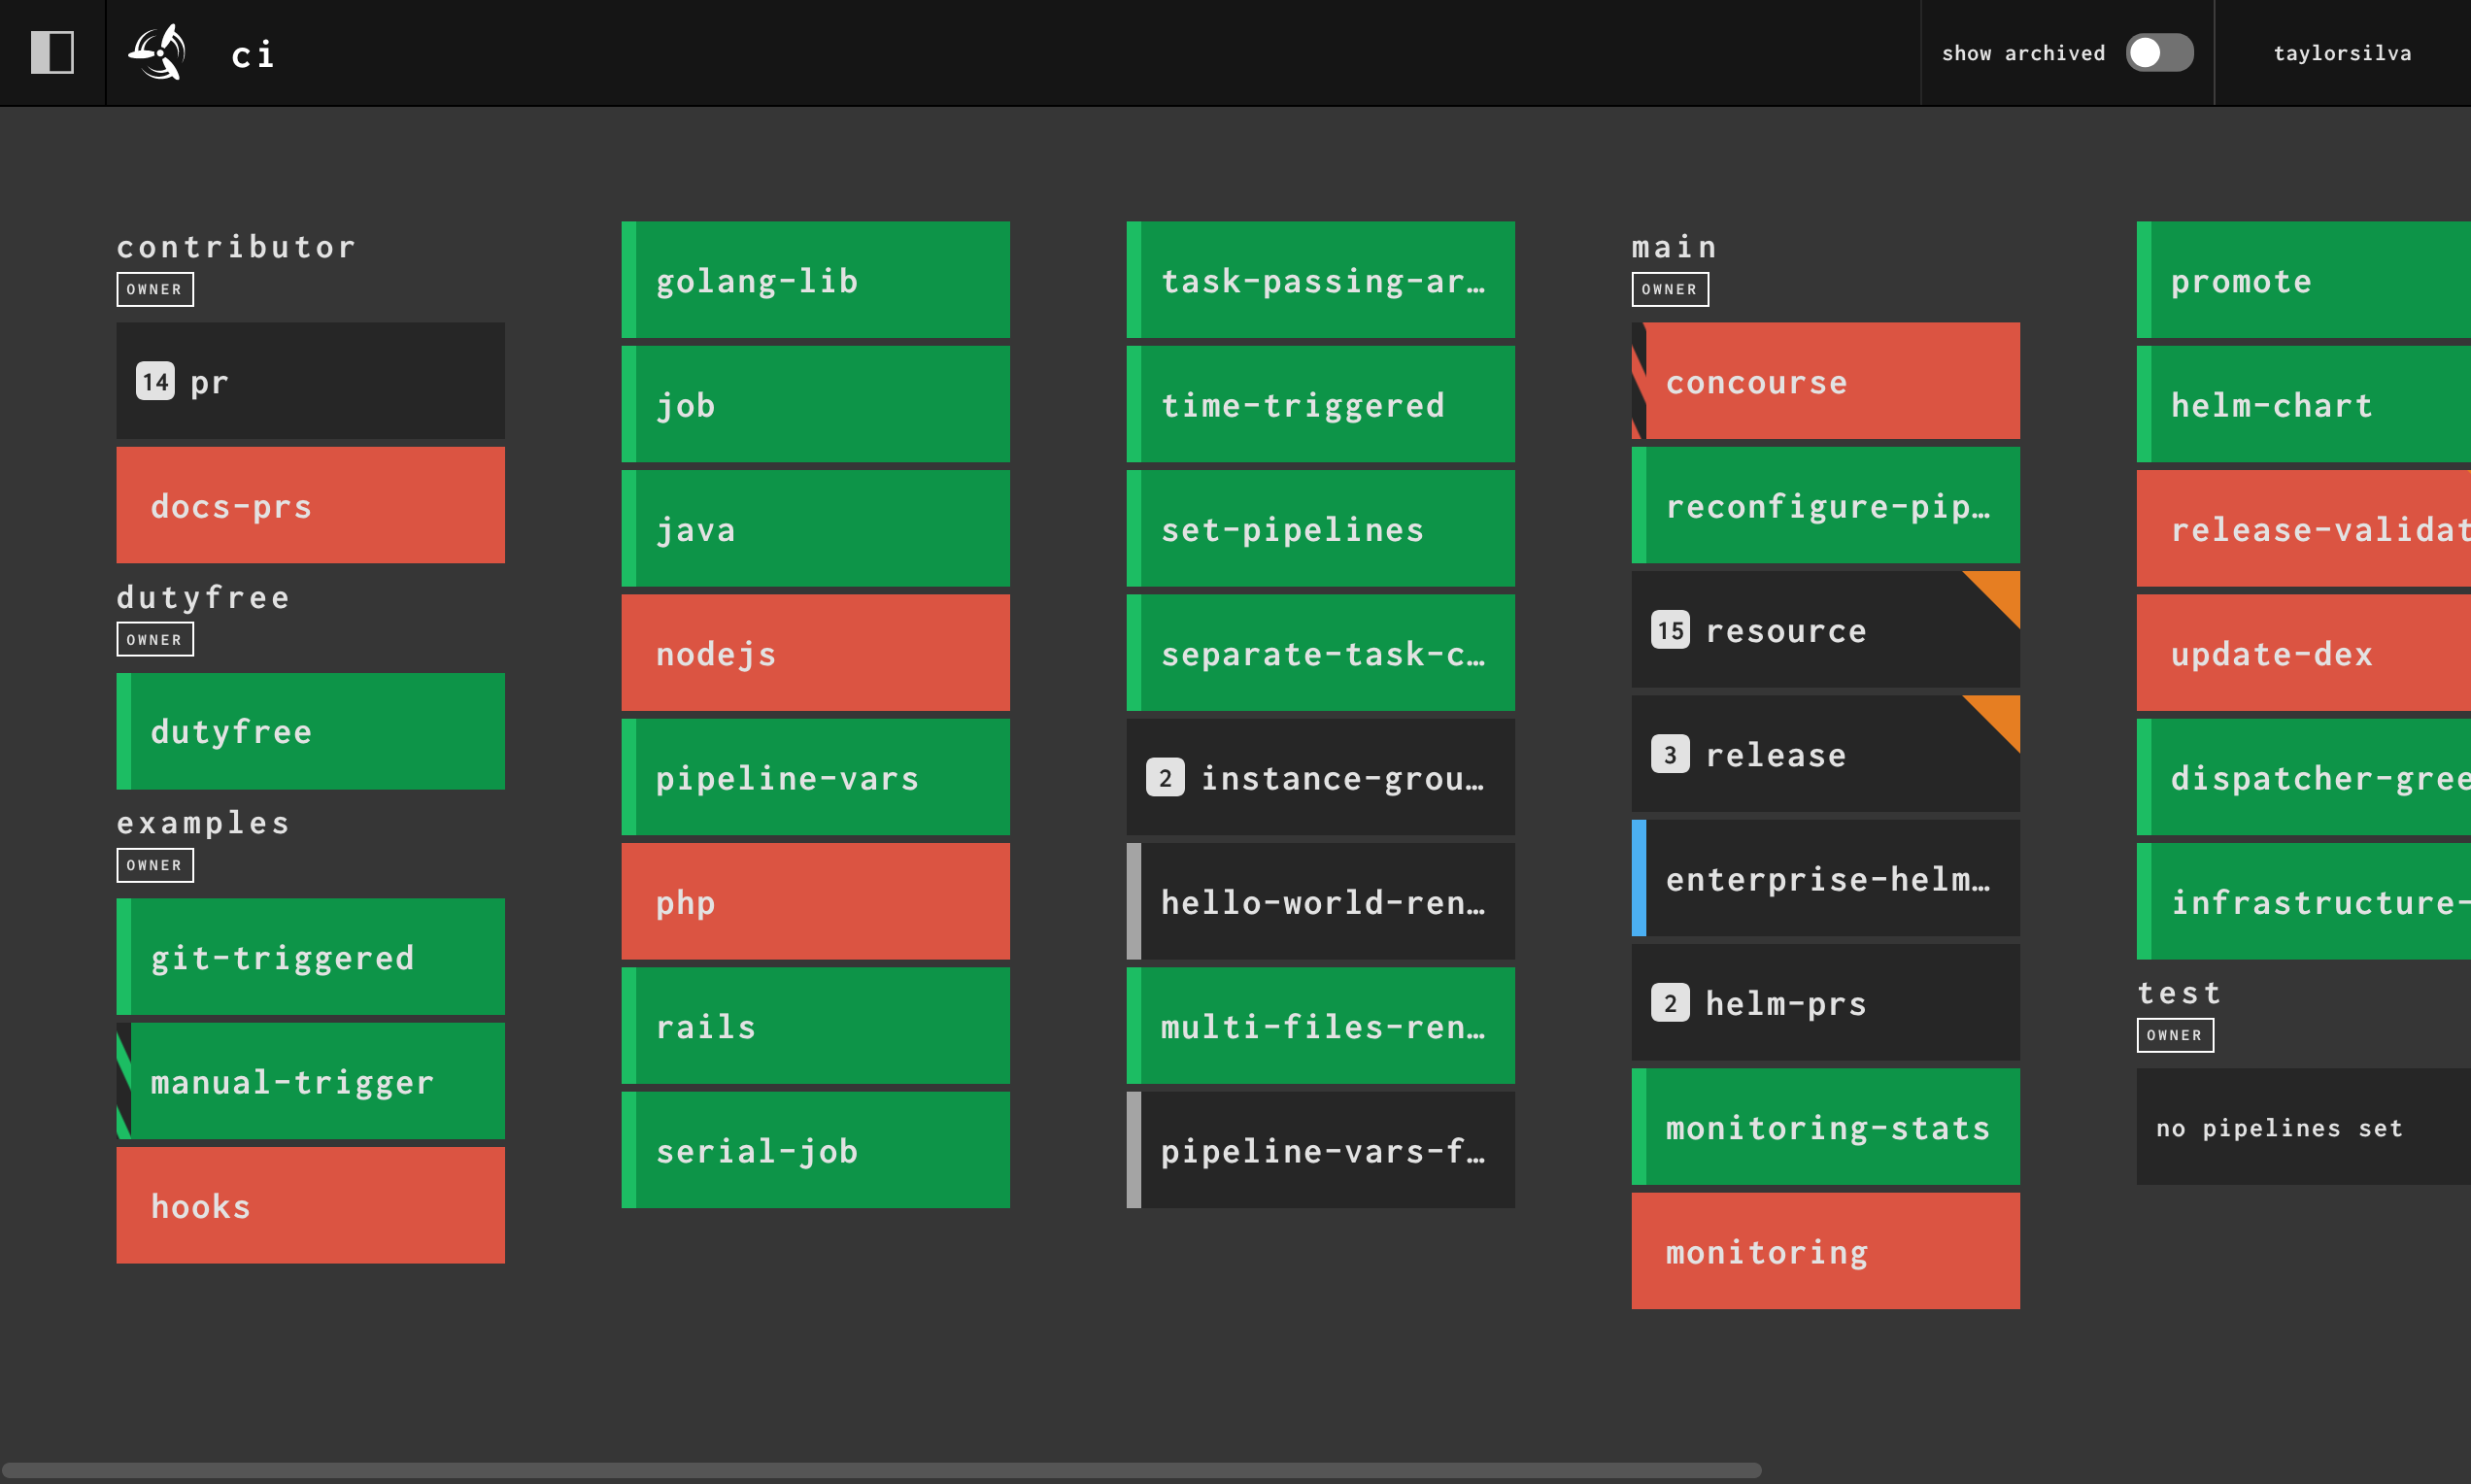 ci
show archived
taylorsilva
contributor
OWNER
14 pr
docs-prs
dutyfree
OWNER
dutyfree
examples
OWNER
git-triggered
manual-trigger
hooks
golang-lib
job
java
nodejs
pipeline-vars
php
rails
serial-job
task-passing-ar…
time-triggered
set-pipelines
separate-task-c…
2 instance-grou…
hello-world-ren…
multi-files-ren…
pipeline-vars-f…
main
OWNER
concourse
reconfigure-pip…
15 resource
3 release
enterprise-helm…
2 helm-prs
monitoring-stats
monitoring
promote
helm-chart
release-validat
update-dex
dispatcher-gree
infrastructure-
test
OWNER
no pipelines set